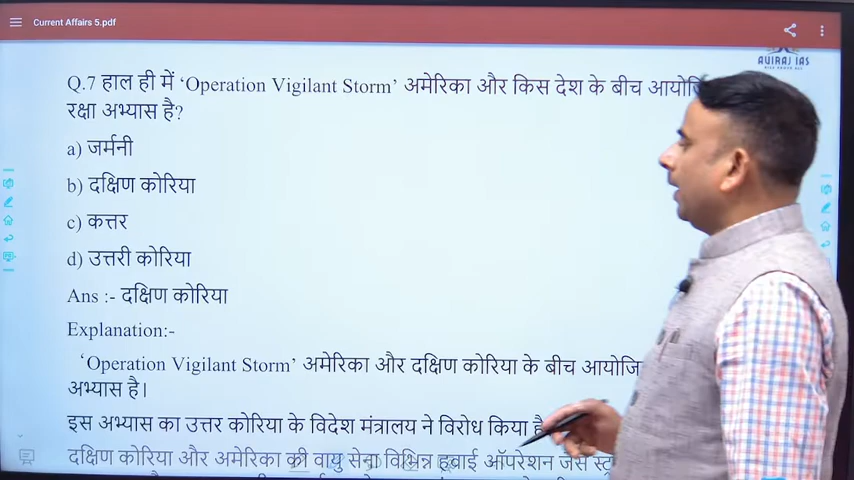 Current Affairs 5.pdf
AVIRAJ IAS
Q.7 हाल ही में ‘Operation Vigilant Storm’ अमेरिका और किस देश के बीच
रक्षा अभ्यास है?
a) जर्मनी
b) दक्षिण कोरिया
c) कत्तर
d) उत्तरी कोरिया
Ans :- दक्षिण कोरिया
Explanation:-
‘Operation Vigilant Storm’ अमेरिका और दक्षिण कोरिया के बीच
अभ्यास है।
इस अभ्यास का उत्तर कोरिया के विदेश मंत्रालय ने विरोध किया है
दक्षिण कोरिया और अमेरिका की वायु सेना विभिन्न हवाई ऑपरेशन जैसे